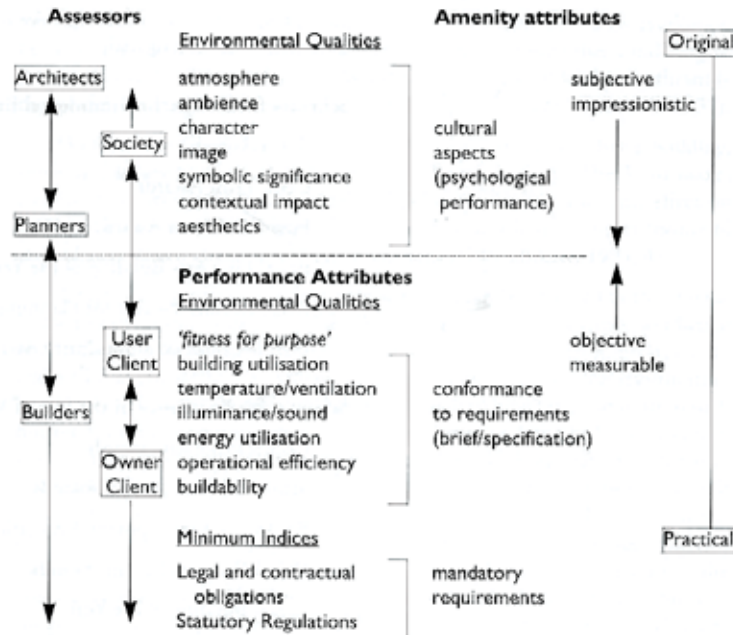 Assessors
Amenity attributes
Environmental Qualities
Original
Architects
atmosphere
subjective
ambience
impressionistic
character
cultural
Society
image
aspects
symbolic significance
(psychological
contextual impact
performance)
Planners
aesthetics
Performance Attributes
Environmental Qualities
User
Client
'fitness for purpose'
objective
building utilisation
measurable
temperature/ventilation
conformance
Builders
illuminance/sound
to requirements
energy utilisation
(brief/specification)
Owner
Client
operational efficiency
buildability
Minimum Indices
Practical
Legal and contractual
obligations
mandatory
requirements
Statutory Regulations